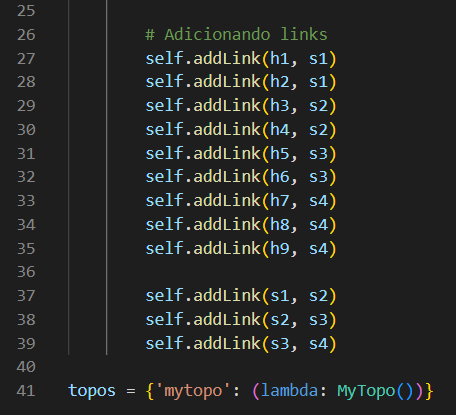 25
26 # Adicionando links
27 self.addLink(h1, s1)
28 self.addLink(h2, s1)
29 self.addLink(h3, s2)
30 self.addLink(h4, s2)
31 self.addLink(h5, s3)
32 self.addLink(h6, s3)
33 self.addLink(h7, s4)
34 self.addLink(h8, s4)
35 self.addLink(h9, s4)
36
37 self.addLink(s1, s2)
38 self.addLink(s2, s3)
39 self.addLink(s3, s4)
40
41 topos = {'mytopo': (lambda: MyTopo())}